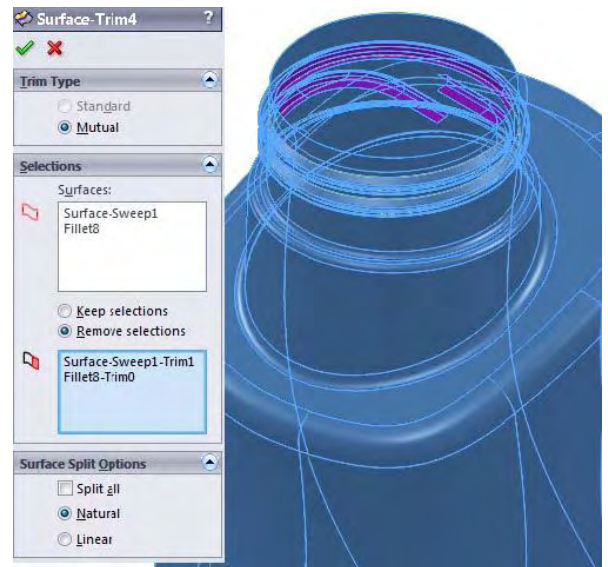 Surface-Trim4 ?
Trim Type
Standard
Mutual
Selections
Surfaces:
Surface-Sweep1
Fillet8
Keep selections
Remove selections
Surface-Sweep1-Trim1
Fillet8-Trim0
Surface Split Options
Split all
Natural
Linear